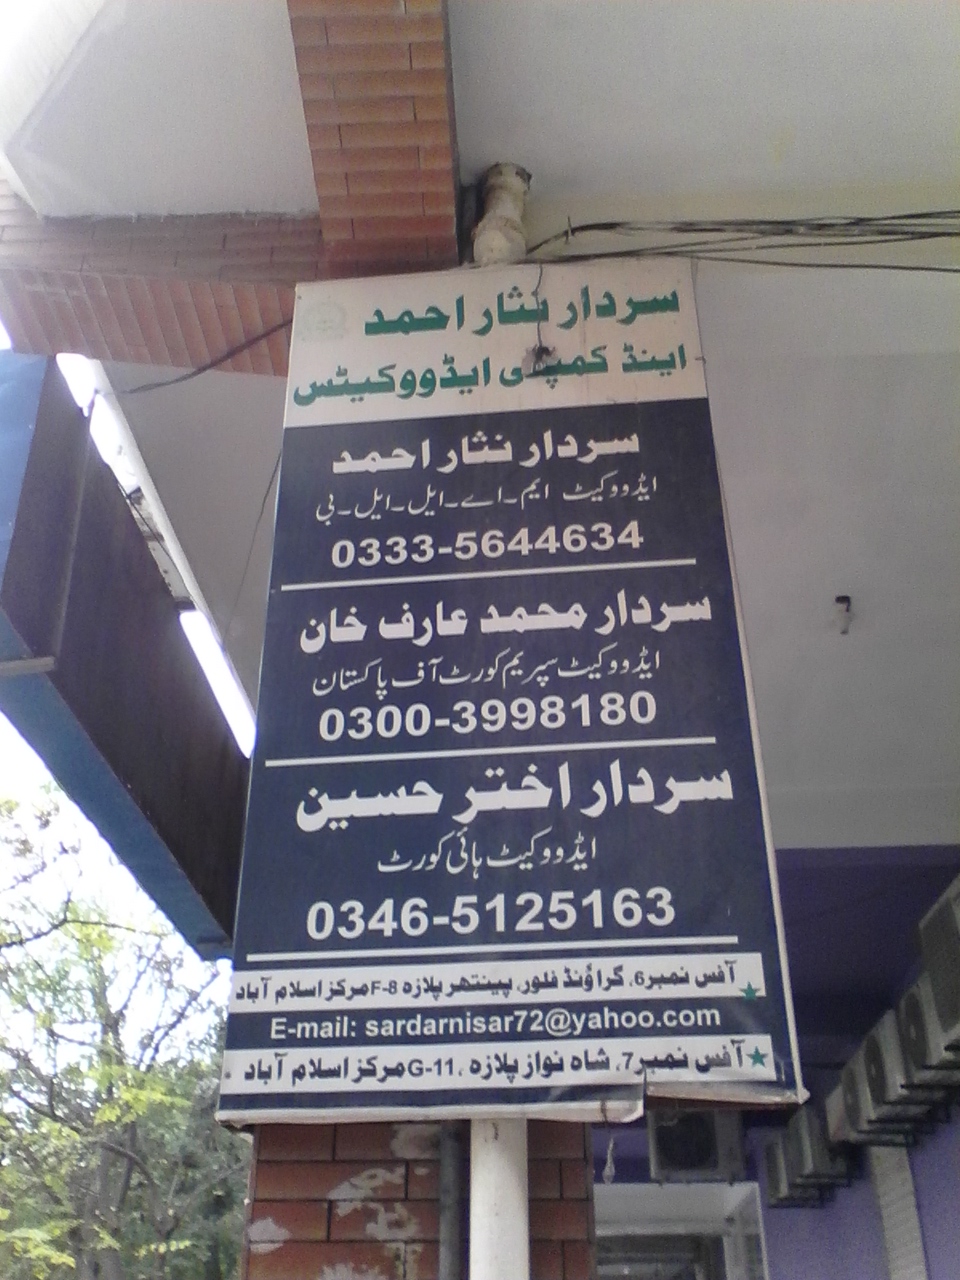 سردار نثار احمد
اینڈ کمپنی ایڈووکیٹس
سردار نثار احمد
ایڈووکیٹ ایم۔اے۔ایل۔ایل۔بی
0333-5644634
سردار محمد عارف خان
ایڈووکیٹ سپریم کورٹ آف پاکستان
0300-3998180
سردار اختر حسین
ایڈووکیٹ ہائی کورٹ
0346-5125163
آفس نمبر6، گراؤنڈ فلور، پینتھر پلازہ F-8 مرکز اسلام آباد
E-mail: sardarnisar72@yahoo.com
آفس نمبر7، شاہ نواز پلازہ، G-11 مرکز اسلام آباد